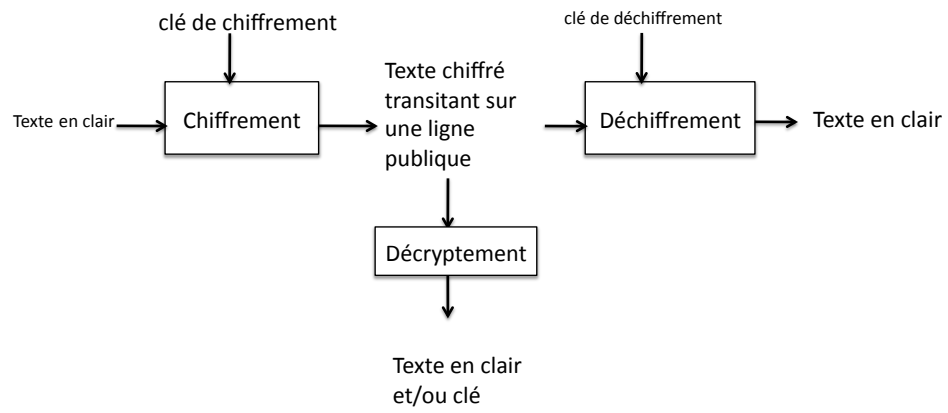 clé de chiffrement
clé de déchiffrement
Texte en clair
Chiffrement
Texte chiffré
transitant sur
une ligne
publique
Déchiffrement
Texte en clair
Décryptement
Texte en clair
et/ou clé